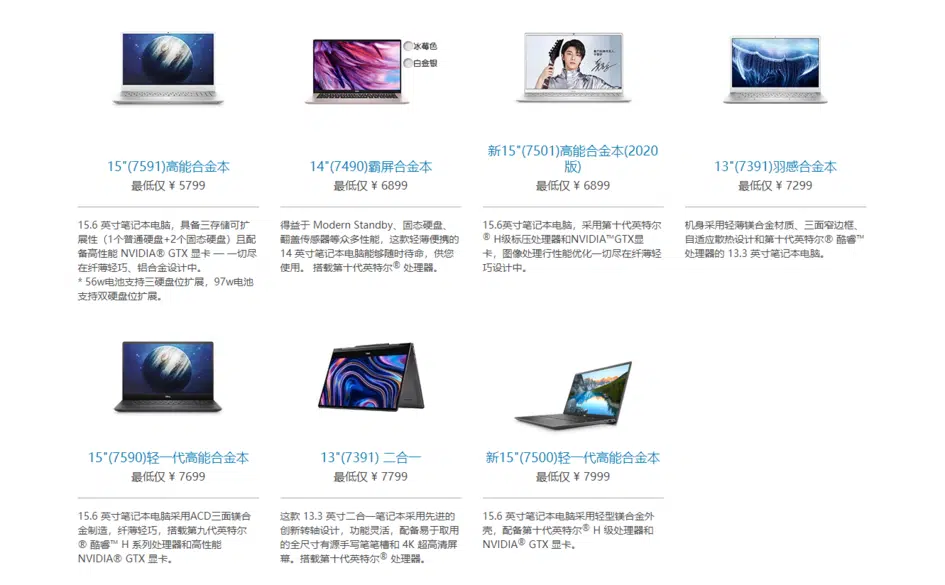 冰莓色
白金银
15"(7591)高能合金本
最低仅 ¥ 5799
15.6 英寸笔记本电脑，具备三存储可扩
展性（1个普通硬盘+2个固态硬盘）且配
备高性能 NVIDIA® GTX 显卡 — 一切尽
在纤薄轻巧、铝合金设计中。
* 56w电池支持三硬盘位扩展，97w电池
支持双硬盘位扩展。
14"(7490)霸屏合金本
最低仅 ¥ 6899
得益于 Modern Standby、固态硬盘、
翻盖传感器等众多性能，这款轻薄便携的
14 英寸笔记本电脑能够随时待命，供您
使用。 搭载第十代英特尔® 处理器。
新15"(7501)高能合金本(2020
版)
最低仅 ¥ 6899
15.6英寸笔记本电脑，采用第十代英特尔
® H级标压处理器和NVIDIA™GTX显
卡，图像处理行性能优化一切尽在纤薄轻
巧设计中。
13"(7391)羽感合金本
最低仅 ¥ 7299
机身采用轻薄镁合金材质、三面窄边框、
自适应散热设计和第十代英特尔® 酷睿™
处理器的 13.3 英寸笔记本电脑。
15"(7590)轻一代高能合金本
最低仅 ¥ 7699
15.6 英寸笔记本电脑采用ACD三面镁合
金制造，纤薄轻巧，搭载第九代英特尔
® 酷睿™ H 系列处理器和高性能
NVIDIA® GTX 显卡。
13"(7391) 二合一
最低仅 ¥ 7799
这款 13.3 英寸二合一笔记本采用先进的
创新转轴设计，功能灵活，配备易于取用
的全尺寸有源手写笔笔槽和 4K 超高清屏
幕。搭载第十代英特尔® 处理器。
新15"(7500)轻一代高能合金本
最低仅 ¥ 7999
15.6 英寸笔记本电脑采用轻型镁合金外
壳，配备第十代英特尔® H 级处理器和
NVIDIA® GTX 显卡。